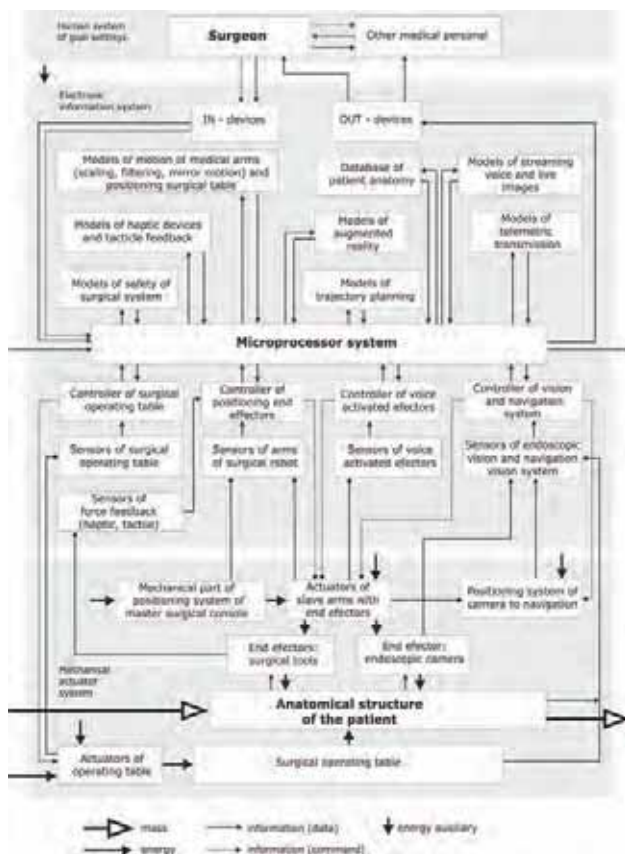 Human system
of goal settings
Surgeon
Other medical personal
Electronic
information system
IN - devices
OUT - devices
Models of motion of medical arms
(scaling, filtering, mirror motion) and
positioning surgical table
Database of
patient anatomy
Models of streaming
voice and live
images
Models of haptic devices
and tacticle feedback
Models of
augmented
reality
Models of
telemetric
transmission
Models of safety of
surgical system
Models of
trajectory planning
Microprocessor system
Controller of surgical
operating table
Controller of
positioning end
effectors
Controller of voice
activated efectors
Controller of vision
and navigation
system
Sensors of surgical
operating table
Sensors of arms
of surgical robot
Sensors of voice
activated efectors
Sensors of endoscopic
vision and navigation
vision system
Sensors of
force feedback
(haptic, tactile)
Mechanical part of
positioning system of
master surgical console
Actuators of
slave arms with
end efectors
Positioning system of
camera to navigation
End efectors:
surgical tools
End efector:
endoscopic camera
Mechanical
actuator
system
Anatomical structure
of the patient
Actuators of
operating table
Surgical operating table
mass
information (data)
energy auxiliary
energy
information (command)